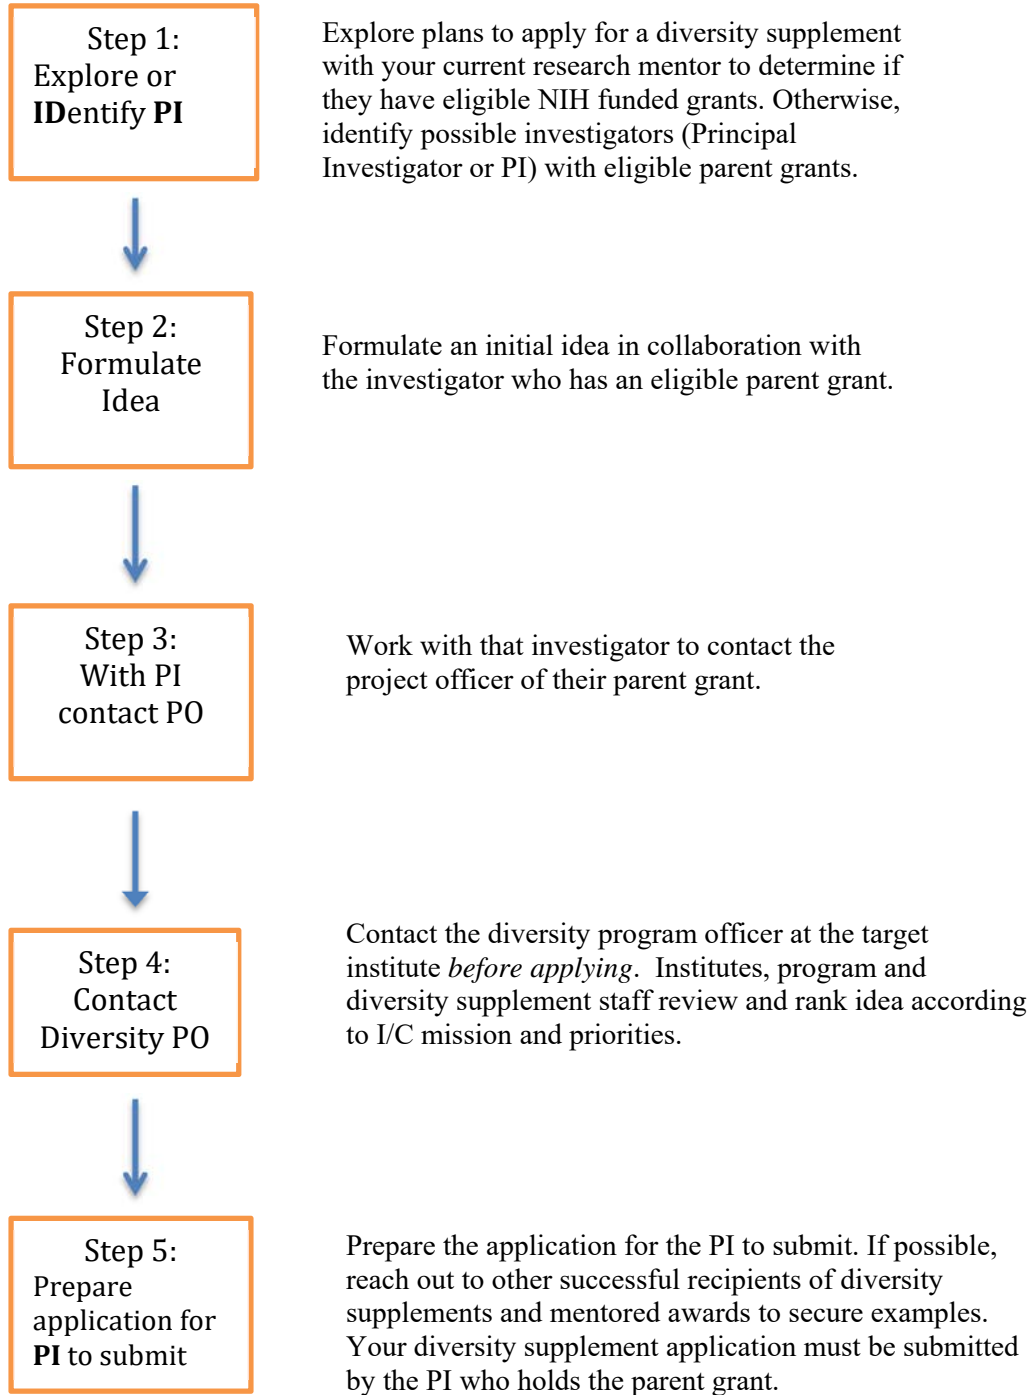 Step 1:
Explore or
IDentify PI
Explore plans to apply for a diversity supplement
with your current research mentor to determine if
they have eligible NIH funded grants. Otherwise,
identify possible investigators (Principal
Investigator or PI) with eligible parent grants.
Step 2:
Formulate
Idea
Formulate an initial idea in collaboration with
the investigator who has an eligible parent grant.
Step 3:
With PI
contact PO
Work with that investigator to contact the
project officer of their parent grant.
Step 4:
Contact
Diversity PO
Contact the diversity program officer at the target
institute before applying.  Institutes, program and
diversity supplement staff review and rank idea according
to I/C mission and priorities.
Step 5:
Prepare
application for
PI to submit
Prepare the application for the PI to submit. If possible,
reach out to other successful recipients of diversity
supplements and mentored awards to secure examples.
Your diversity supplement application must be submitted
by the PI who holds the parent grant.